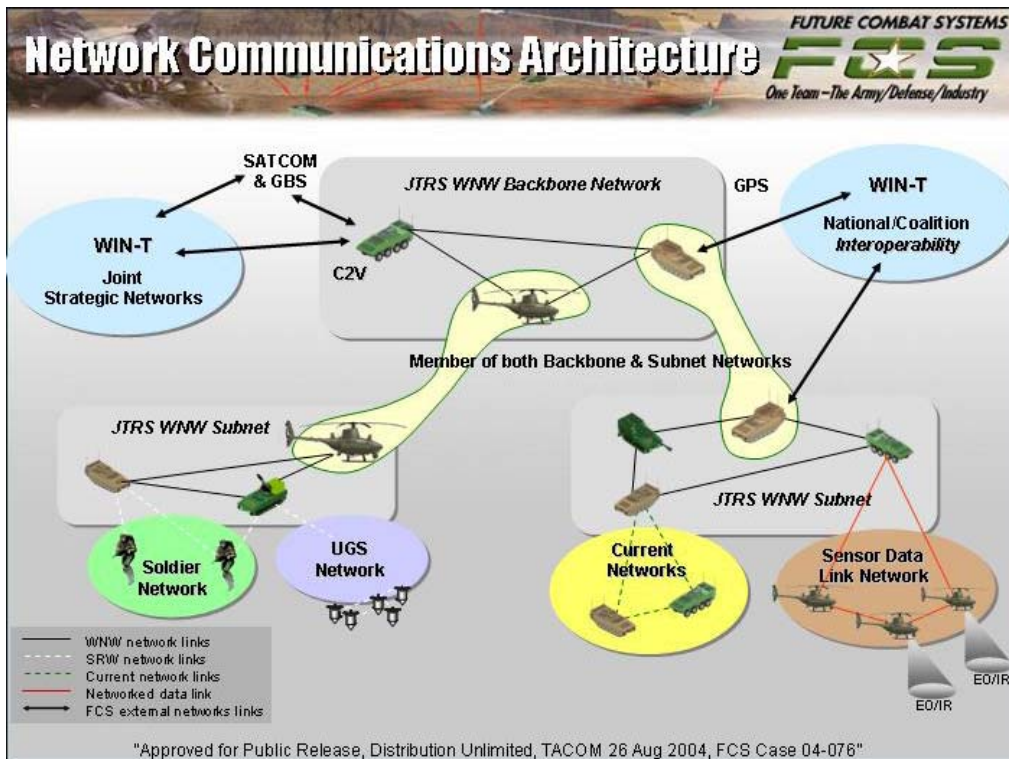 Network Communications Architecture
FUTURE COMBAT SYSTEMS
FCS
One Team –The Army/Defense/Industry
SATCOM
& GBS
JTRS WNW Backbone Network
GPS
WIN-T
National/Coalition
Interoperability
WIN-T
Joint
Strategic Networks
C2V
Member of both Backbone & Subnet Networks
JTRS WNW Subnet
JTRS WNW Subnet
Soldier
Network
UGS
Network
Current
Networks
Sensor Data
Link Network
EO/IR
EO/IR
WNW network links
SRW network links
Current network links
Networked data link
FCS external networks links
"Approved for Public Release, Distribution Unlimited, TACOM 26 Aug 2004, FCS Case 04-076"